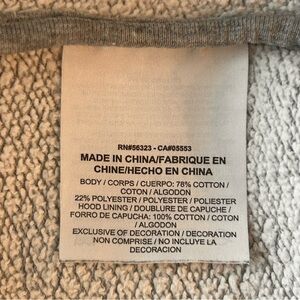 RN#56323 - CA#05553
MADE IN CHINA/FABRIQUE EN
CHINE/HECHO EN CHINA
BODY / CORPS / CUERPO: 78% COTTON /
COTON / ALGODON
22% POLYESTER / POLYESTER / POLIESTER
HOOD LINING / DOUBLURE DE CAPUCHE /
FORRO DE CAPUCHA: 100% COTTON / COTON
/ ALGODON
EXCLUSIVE OF DECORATION / DECORATION
NON COMPRISE / NO INCLUYE LA
DECORACION